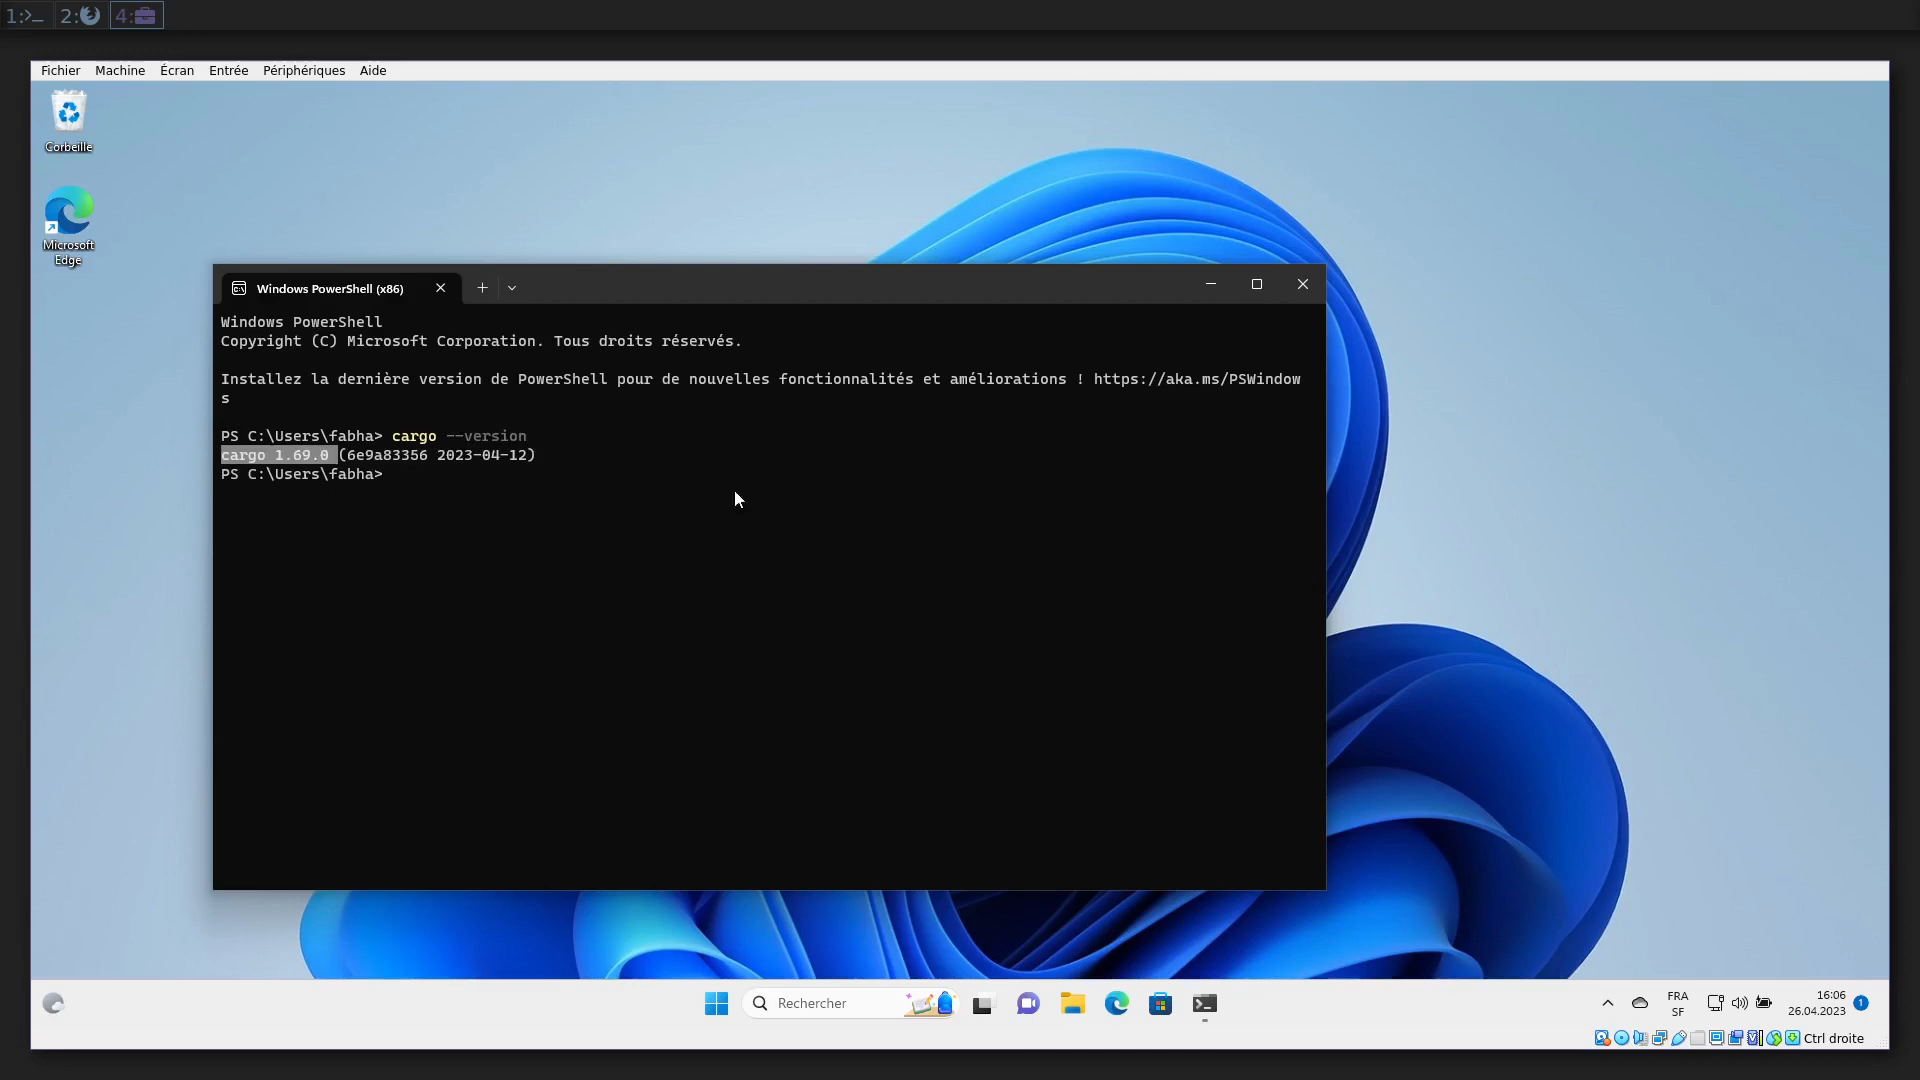 1:>_ 2: 4:
Fichier Machine Écran Entrée Périphériques Aide
Corbeille
Microsoft
Edge
Windows PowerShell (x86)
Windows PowerShell
Copyright (C) Microsoft Corporation. Tous droits réservés.
Installez la dernière version de PowerShell pour de nouvelles fonctionnalités et améliorations ! https://aka.ms/PSWindow
s
PS C:\Users\fabha> cargo --version
cargo 1.69.0 (6e9a83356 2023-04-12)
PS C:\Users\fabha>
Rechercher
FRA
SF
16:06
26.04.2023
1
Ctrl droite